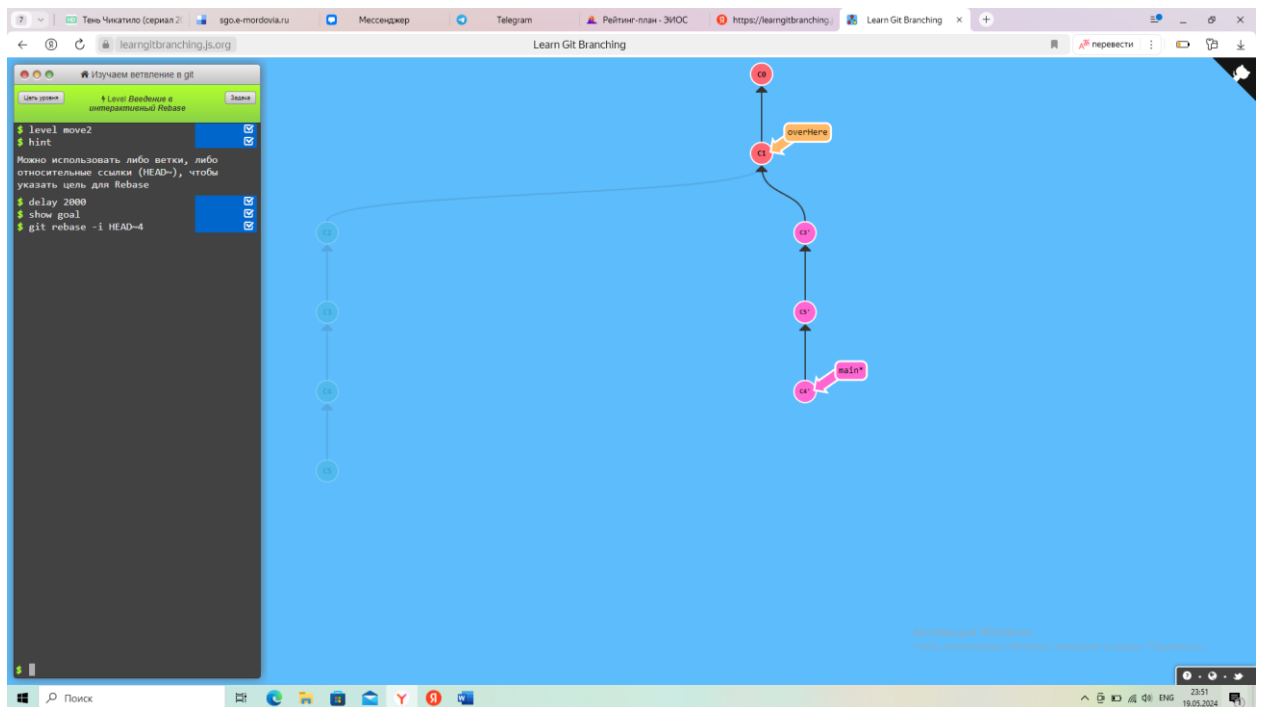 7
Тень Чикатило (сериал 20
sgo.e-mordovia.ru
Мессенджер
Telegram
Рейтинг-план - ЭИОС
https://learngitbranching.j
Learn Git Branching
learngitbranching.js.org
Learn Git Branching
перевести
Изучаем ветвление в git
Цель уровня
Level Введение в
интерактивный Rebase
Задача
$ level move2
$ hint
Можно использовать либо ветки, либо
относительные ссылки (HEAD~), чтобы
указать цель для Rebase
$ delay 2000
$ show goal
$ git rebase -i HEAD~4
$
C0
overHere
C1
C2
C3'
C3
C5'
main*
C4
C4'
C5
Поиск
ENG
23:51
19.05.2024